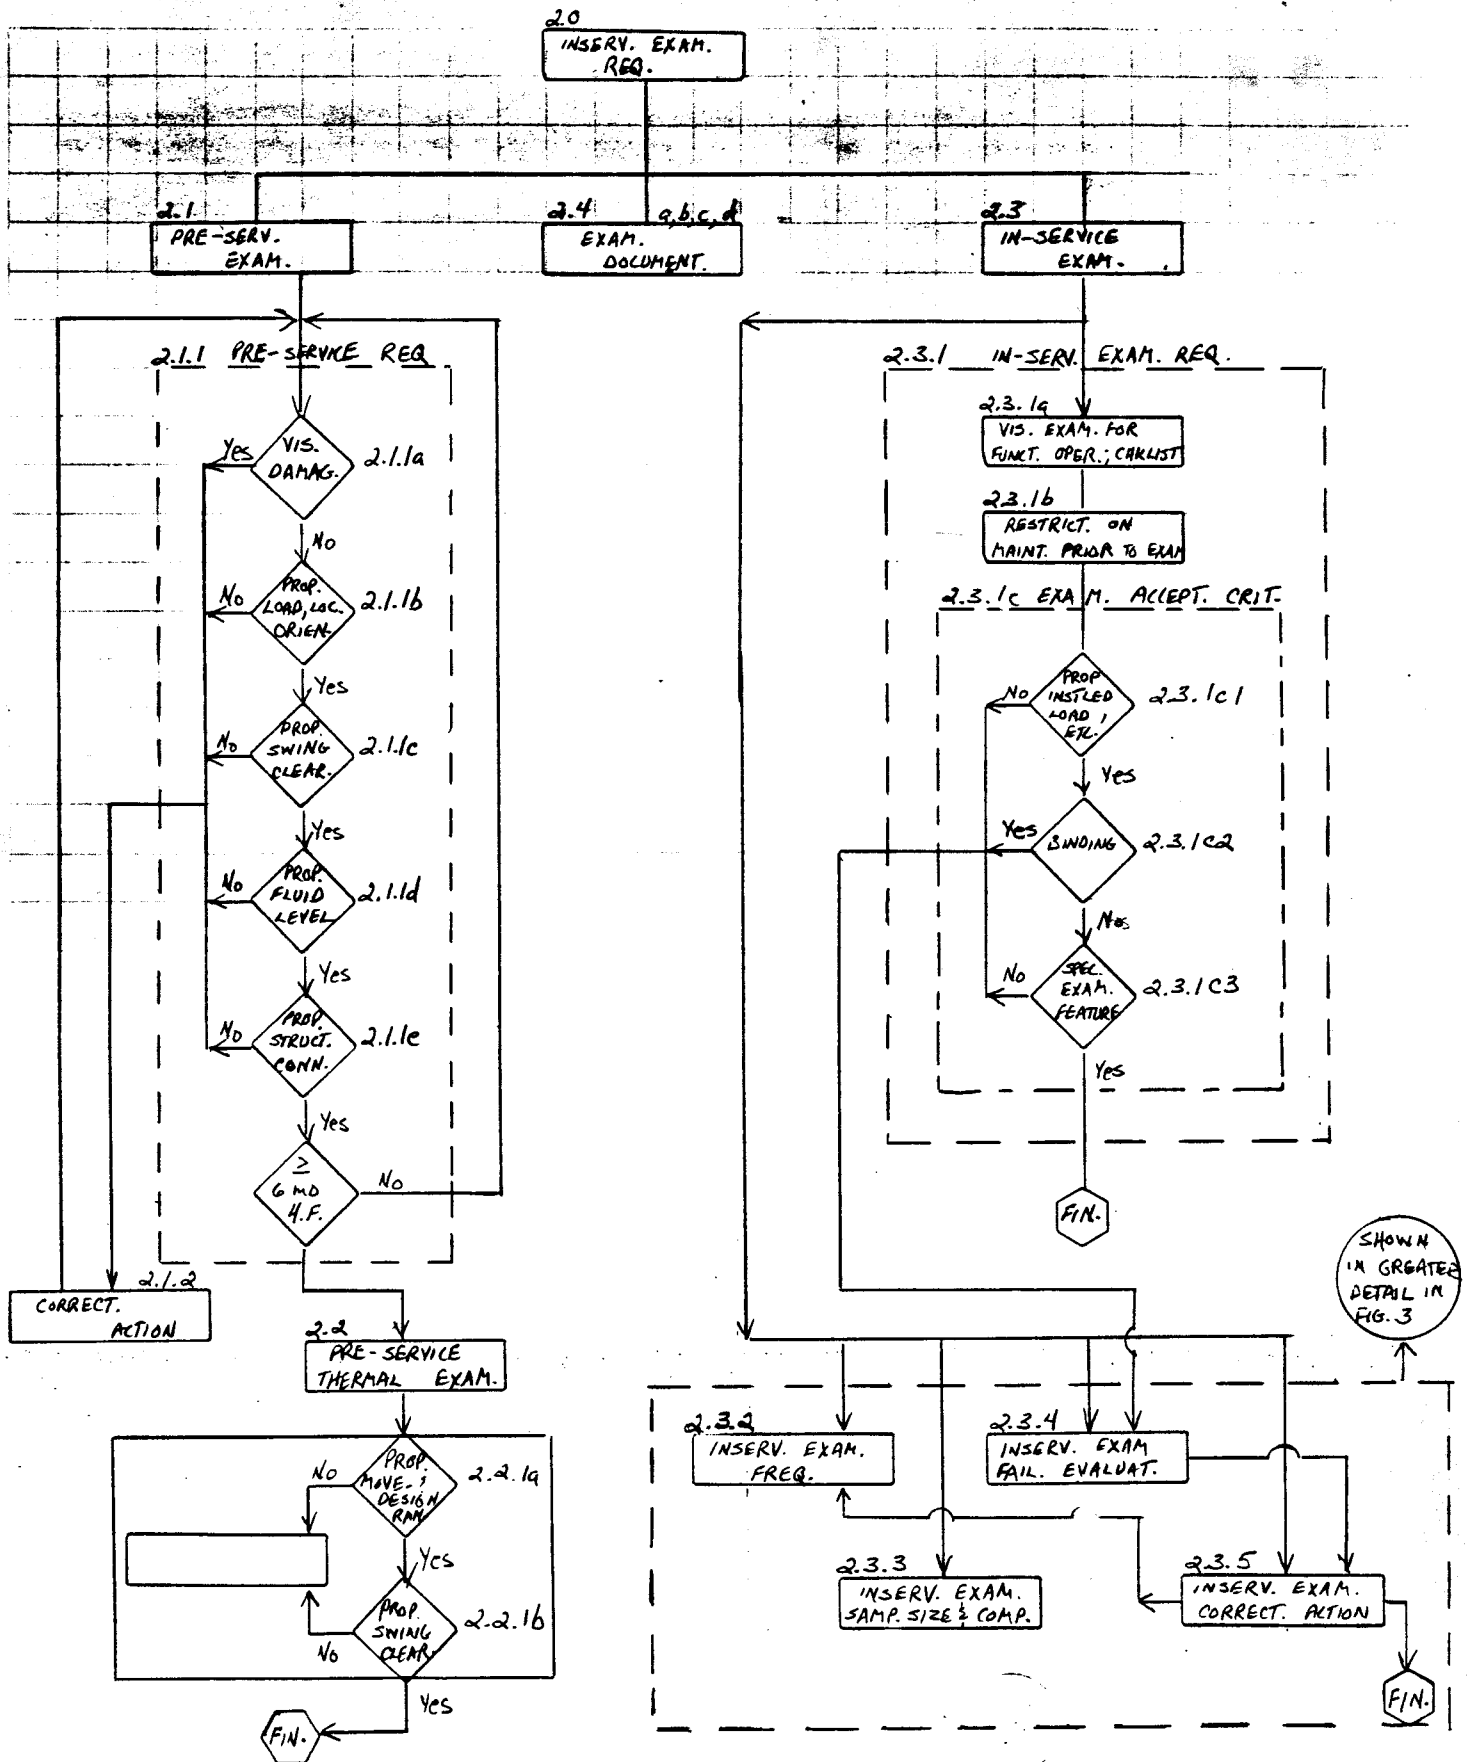 2.0
INSERV. EXAM.
REQ.
2.1
PRE-SERV.
EXAM.
2.4 a,b,c,d
EXAM.
DOCUMENT.
2.3
IN-SERVICE
EXAM.
2.1.1 PRE-SERVICE REQ
VIS.
DAMAG.
2.1.1a
Yes
No
PROP.
LOAD, LOC.
ORIEN.
2.1.1b
No
Yes
PROP.
SWING
CLEAR.
2.1.1c
No
Yes
PROP.
FLUID
LEVEL
2.1.1d
No
Yes
PROP.
STRUCT.
CONN.
2.1.1e
No
Yes
≥
6 MO
No
2.1.2
CORRECT.
ACTION
2.2
PRE-SERVICE
THERMAL EXAM.
PROP.
MOVE.,
DESIGN
2.2.1a
No
Yes
PROP.
SWING
CLEAR.
2.2.1b
No
Yes
FIN.
2.3.1 IN-SERV. EXAM. REQ.
2.3.1a
VIS. EXAM. FOR
FUNCT. OPER.; CHKLIST
2.3.1b
RESTRICT. ON
MAINT. PRIOR TO EXAM
2.3.1c EXAM. ACCEPT. CRIT.
PROP
INSTLED
LOAD,
ETC.
2.3.1c1
No
Yes
BINDING
2.3.1c2
Yes
SPEC.
EXAM.
FEATURE
2.3.1c3
No
Yes
FIN.
SHOWN
IN GREATER
DETAIL IN
FIG. 3
2.3.2
INSERV. EXAM.
FREQ.
2.3.4
INSERV. EXAM
FAIL. EVALUAT.
2.3.3
INSERV. EXAM.
SAMP. SIZE & COMP.
2.3.5
INSERV. EXAM.
CORRECT. ACTION
FIN.